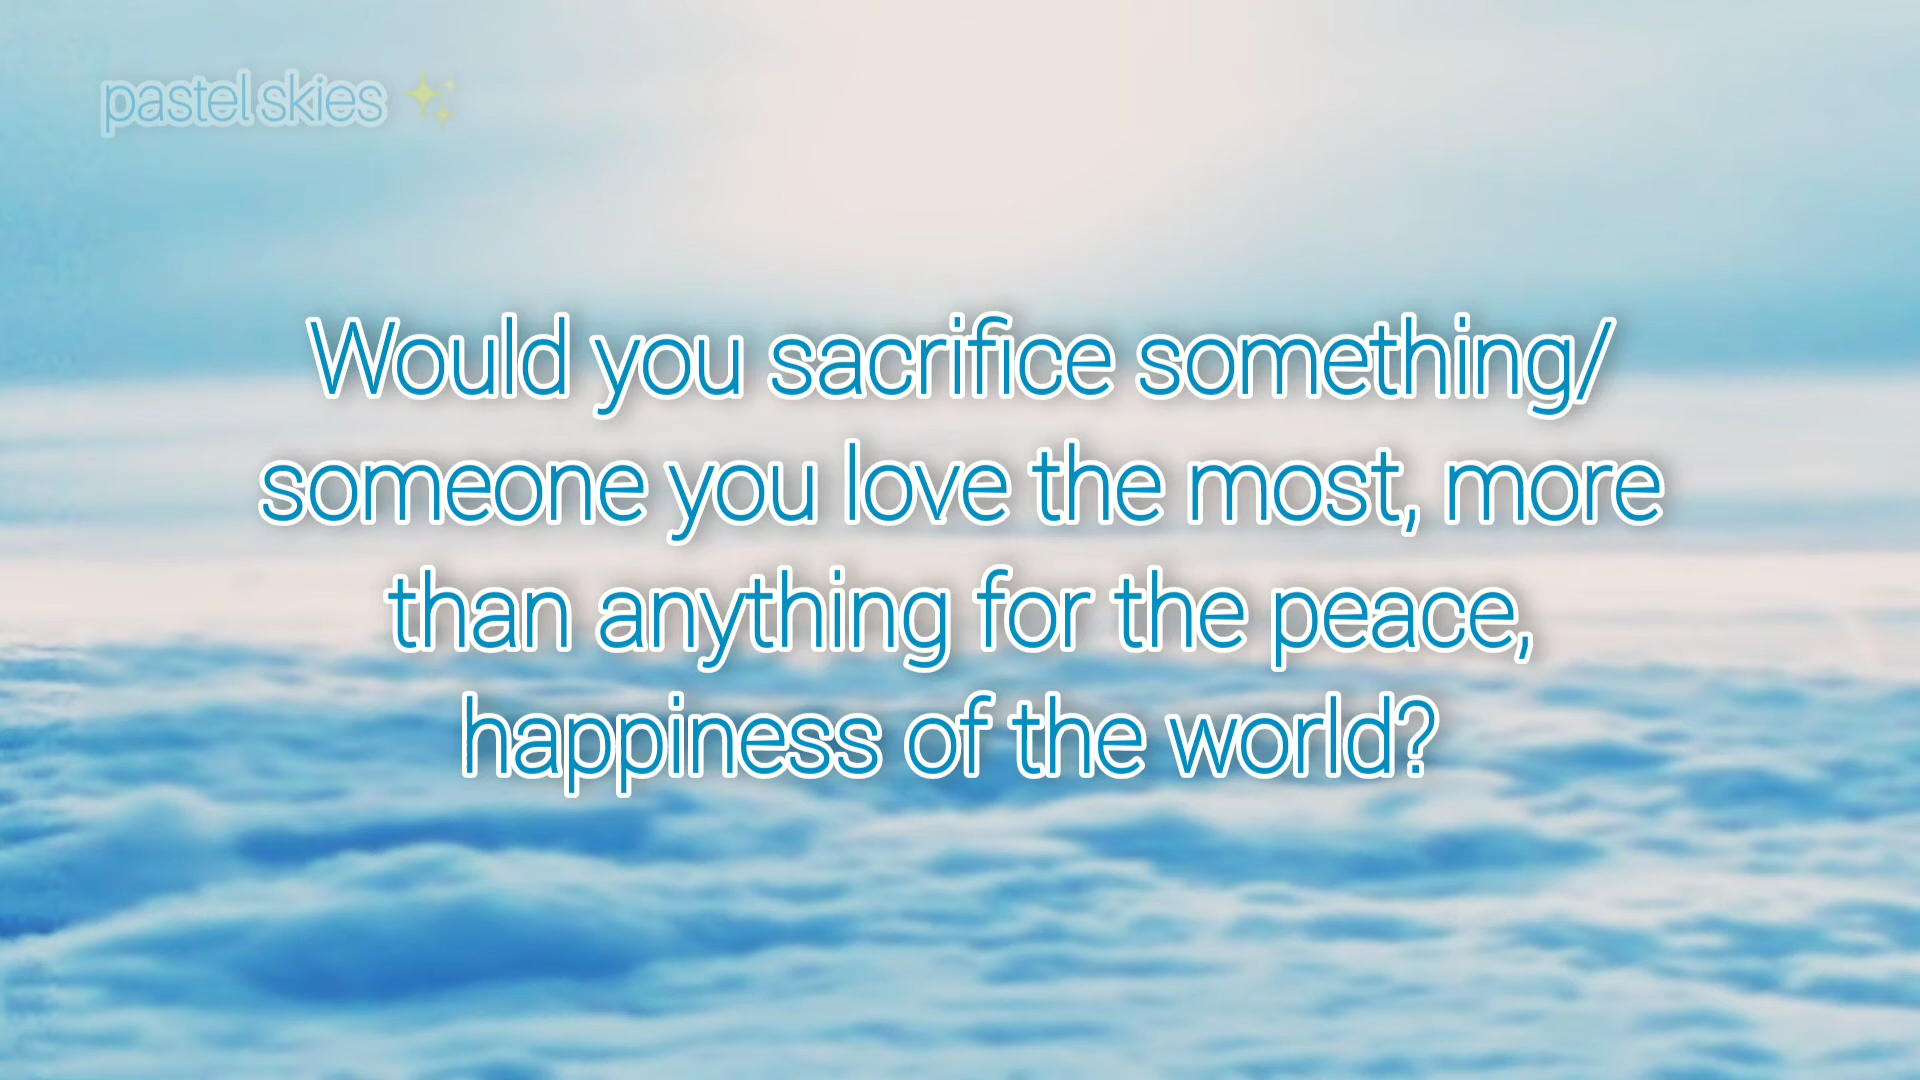 pastel skies ✨
Would you sacrifice something/
someone you love the most, more
than anything for the peace,
happiness of the world?